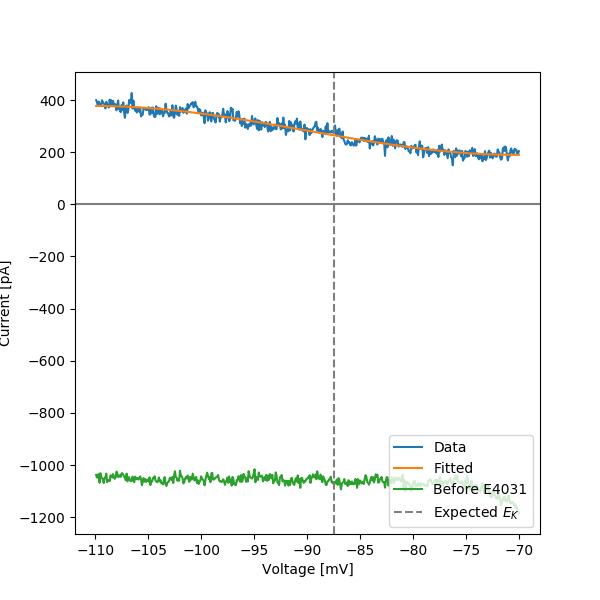 400
200
0
−200
−400
−600
−800
−1000
−1200
Current [pA]
Data
Fitted
Before E4031
Expected E_K
−110 −105 −100 −95 −90 −85 −80 −75 −70
Voltage [mV]